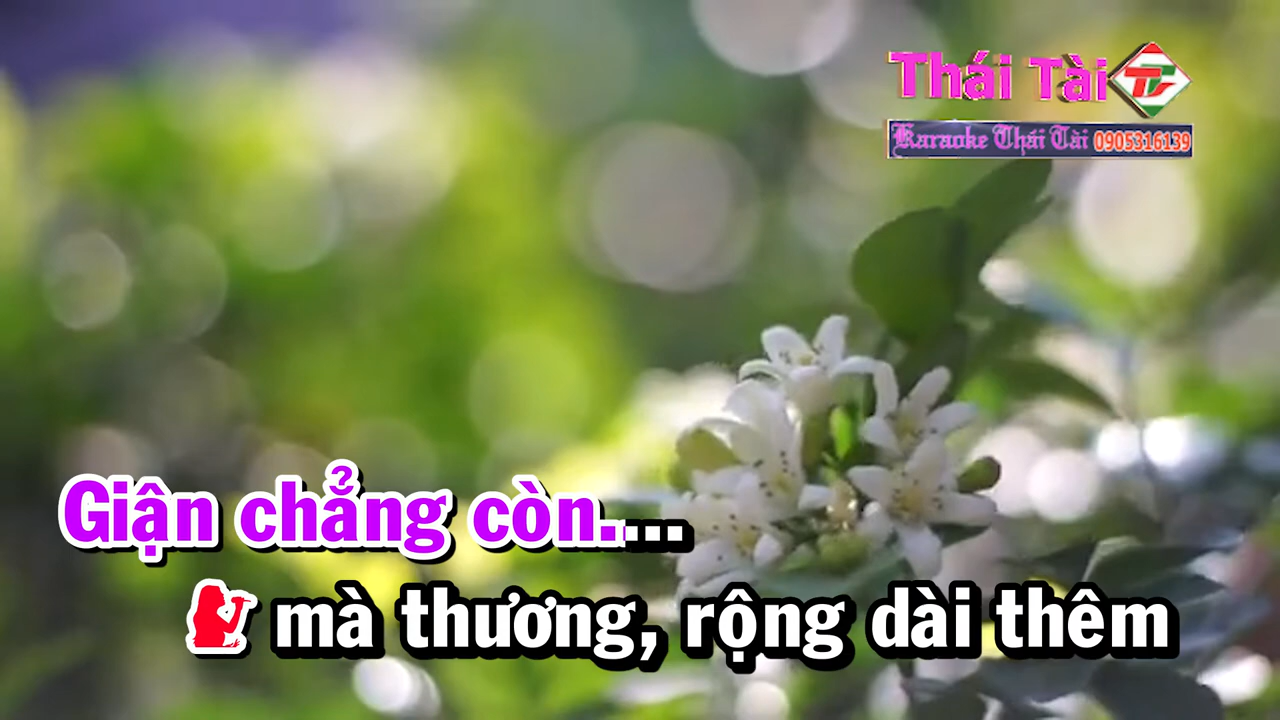 Thái Tài
Karaoke Thái Tài 0905316139
Giận chẳng còn....
mà thương, rộng dài thêm